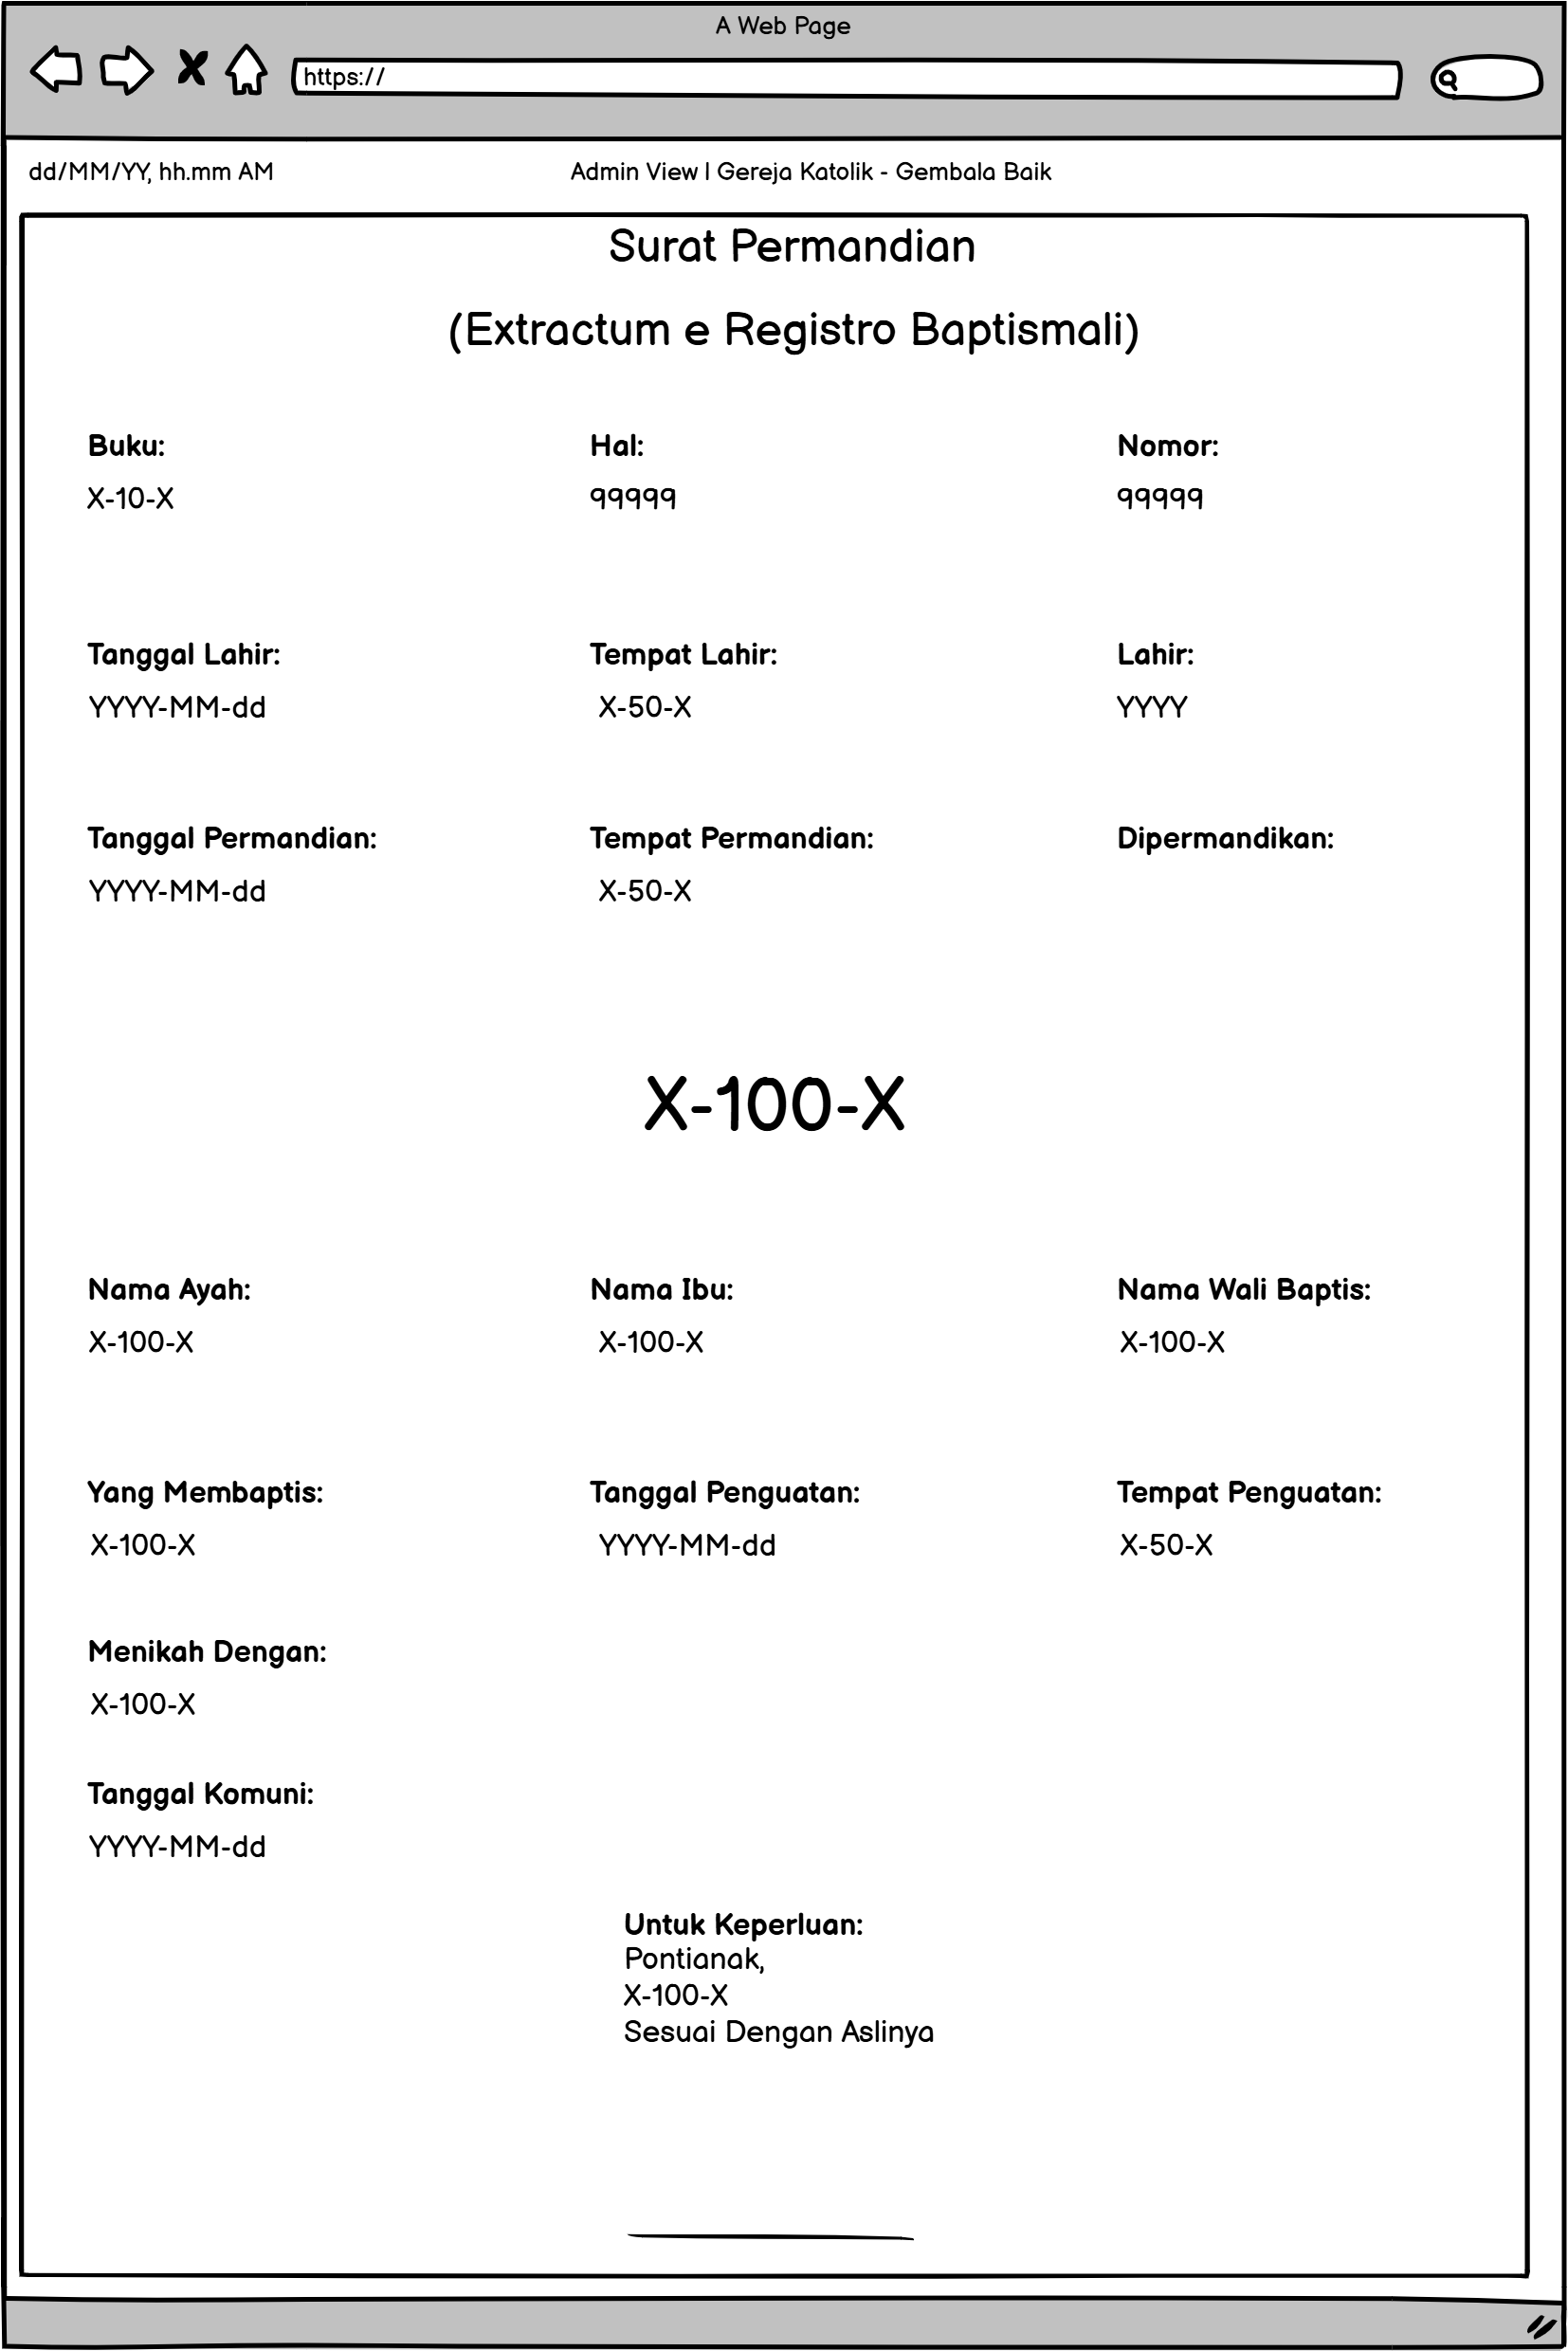 A Web Page
https://
dd/MM/YY, hh.mm AM Admin View | Gereja Katolik - Gembala Baik
Surat Permandian
(Extractum e Registro Baptismali)
Buku: Hal: Nomor:
X-10-X 99999 99999
Tanggal Lahir: Tempat Lahir: Lahir:
YYYY-MM-dd X-50-X YYYY
Tanggal Permandian: Tempat Permandian: Dipermandikan:
YYYY-MM-dd X-50-X
X-100-X
Nama Ayah: Nama Ibu: Nama Wali Baptis:
X-100-X X-100-X X-100-X
Yang Membaptis: Tanggal Penguatan: Tempat Penguatan:
X-100-X YYYY-MM-dd X-50-X
Menikah Dengan:
X-100-X
Tanggal Komuni:
YYYY-MM-dd
Untuk Keperluan:
Pontianak,
X-100-X
Sesuai Dengan Aslinya